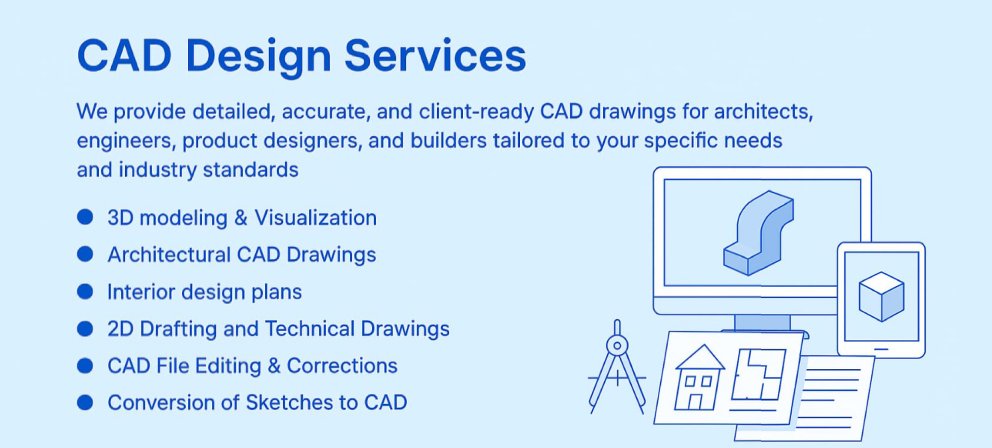 CAD Design Services
We provide detailed, accurate, and client-ready CAD drawings for architects,
engineers, product designers, and builders tailored to your specific needs
and industry standards
3D modeling & Visualization
Architectural CAD Drawings
Interior design plans
2D Drafting and Technical Drawings
CAD File Editing & Corrections
Conversion of Sketches to CAD